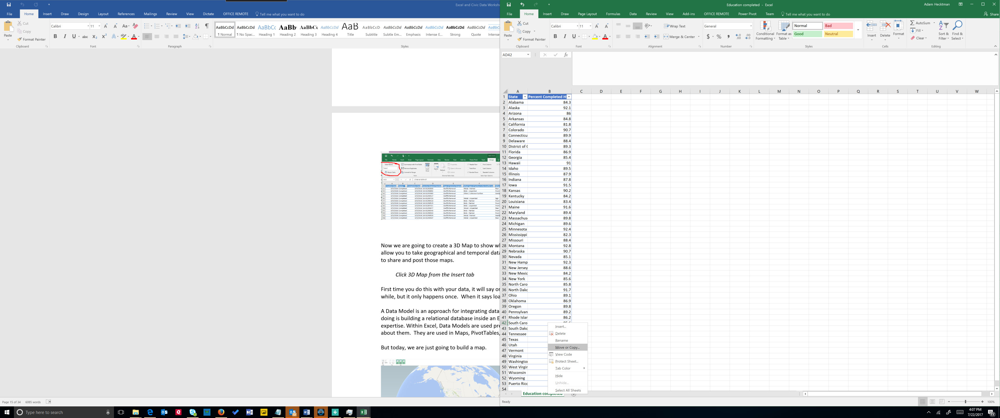 Excel and Civic Data Worksho
File Home Insert Draw Design Layout References Mailings Review View Dictate OFFICE REMOTE Tell me what you want to do
Paste Cut Copy Format Painter
Calibri 11
AaBbCcDd AaBbCcDd AaBbCc AaBb AaBbCc AaBbCcDd AaB AaBbCcD AaBbCcDd AaBbCcDd AaBbCcDd AaBbCcDd AaBbCcDd AaBbC
¶ Normal ¶ No Spac... Heading 1 Heading 2 Heading 3 Heading 4 Title Subtitle Subtle Em... Emphasis Intense E... Strong Quote Intense
Clipboard Font Paragraph Styles
Now we are going to create a 3D Map to show wl
allow you to take geographical and temporal data
to share and post those maps.
Click 3D Map from the Insert tab
First time you do this with your data, it will say or
while, but it only happens once. When it says loa
A Data Model is an approach for integrating data
doing is building a relational database inside an E
expertise. Within Excel, Data Models are used pre
about them. They are used in Maps, PivotTables,
But today, we are just going to build a map.
Page 15 of 34 6085 words
Education completed - Excel
Adam Hecktman
File Home Insert Draw Page Layout Formulas Data Review View Add-ins OFFICE REMOTE Power Pivot Team Tell me what you want to do Share
Paste Cut Copy Format Painter
Calibri 11
Wrap Text
Merge & Center
General
Conditional Formatting
Format as Table
Normal Bad
Good Neutral
Insert Delete Format
AutoSum
Fill
Clear
Sort & Filter
Find & Select
Clipboard Font Alignment Number Styles Cells Editing
AD42
A B C D E F G H I J K L M N O P Q R S T U V W
1 State Percent Completed H
2 Alabama 84.3
3 Alaska 92.1
4 Arizona 86
5 Arkansas 84.8
6 California 81.8
7 Colorado 90.7
8 Connecticu 89.9
9 Delaware 88.4
10 District of C 89.3
11 Florida 86.9
12 Georgia 85.4
13 Hawaii 91
14 Idaho 89.5
15 Illinois 87.9
16 Indiana 87.8
17 Iowa 91.5
18 Kansas 90.2
19 Kentucky 84.2
20 Louisiana 83.4
21 Maine 91.6
22 Maryland 89.4
23 Massachus 89.8
24 Michigan 89.6
25 Minnesota 92.4
26 Mississippi 82.3
27 Missouri 88.4
28 Montana 92.8
29 Nebraska 90.7
30 Nevada 85.1
31 New Hamp 92.3
32 New Jersey 88.6
33 New Mexic 84.2
34 New York 85.6
35 North Caro 85.8
36 North Dakc 91.7
37 Ohio 89.1
38 Oklahoma 86.9
39 Oregon 89.8
40 Pennsylvan 89.2
41 Rhode Islar 86.2
42 South Caro
43 South Dakc
44 Tennessee
45 Texas
46 Utah
47 Vermont
48 Virginia
49 Washingto
50 West Virgir
51 Wisconsin
52 Wyoming
53 Puerto Ricc
54
Insert...
Delete
Rename
Move or Copy...
View Code
Protect Sheet...
Tab Color
Hide
Unhide...
Select All Sheets
Education completed
Ready
100%
Type here to search
4:07 PM
7/22/2017
22